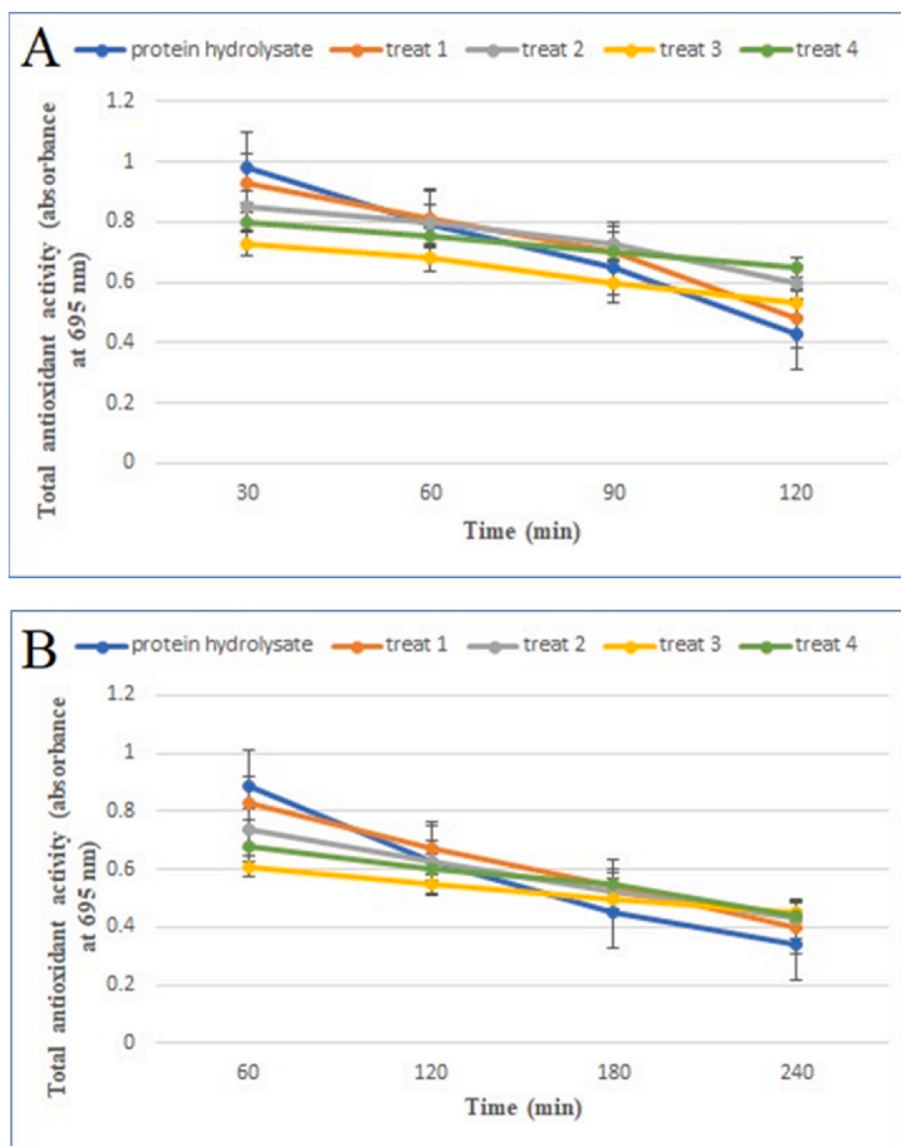 A
protein hydrolysate treat 1 treat 2 treat 3 treat 4
Total antioxidant activity (absorbance
at 695 nm)
1.2
1
0.8
0.6
0.4
0.2
0
30 60 90 120
Time (min)
B
protein hydrolysate treat 1 treat 2 treat 3 treat 4
Total antioxidant activity (absorbance
at 695 nm)
1.2
1
0.8
0.6
0.4
0.2
0
60 120 180 240
Time (min)